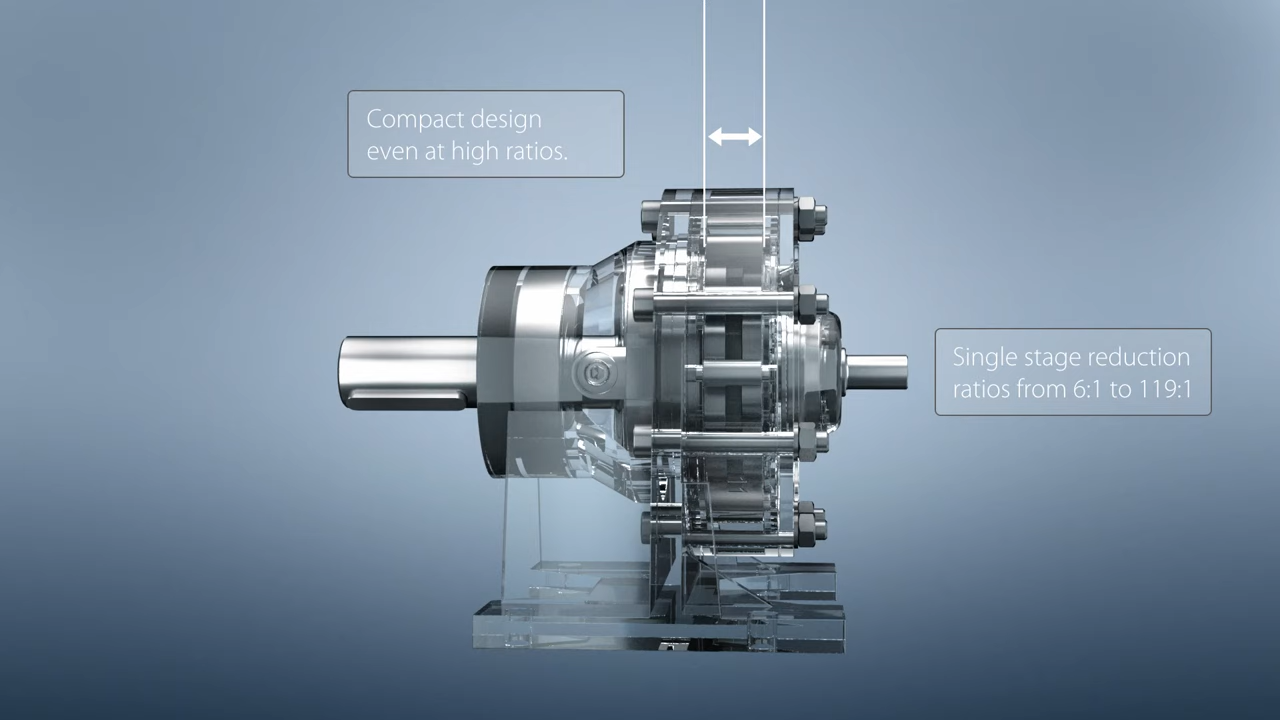 Compact design
even at high ratios.
Single stage reduction
ratios from 6:1 to 119:1